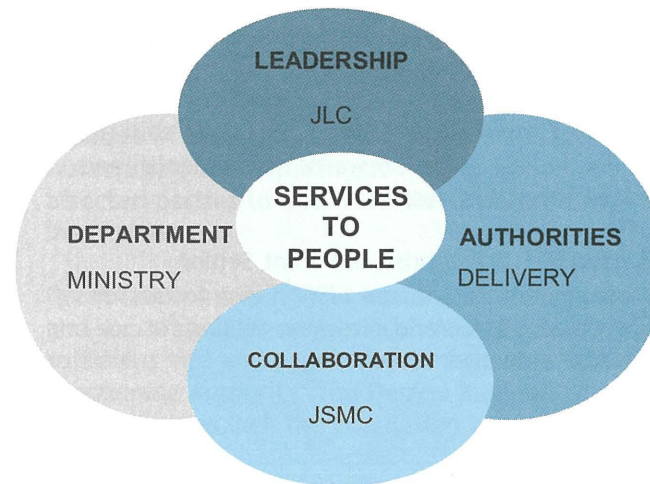 LEADERSHIP
JLC
SERVICES
TO
PEOPLE
DEPARTMENT
MINISTRY
AUTHORITIES
DELIVERY
COLLABORATION
JSMC